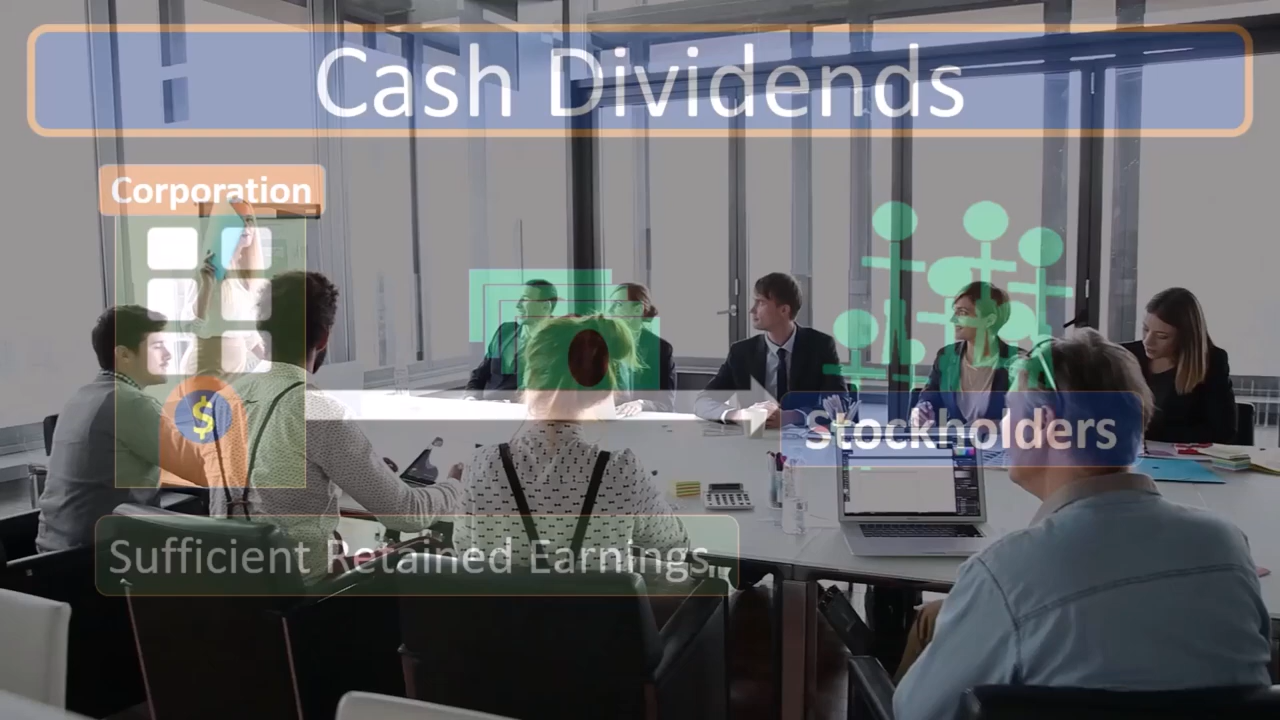 Cash Dividends
Corporation
$
Stockholders
Sufficient Retained Earnings